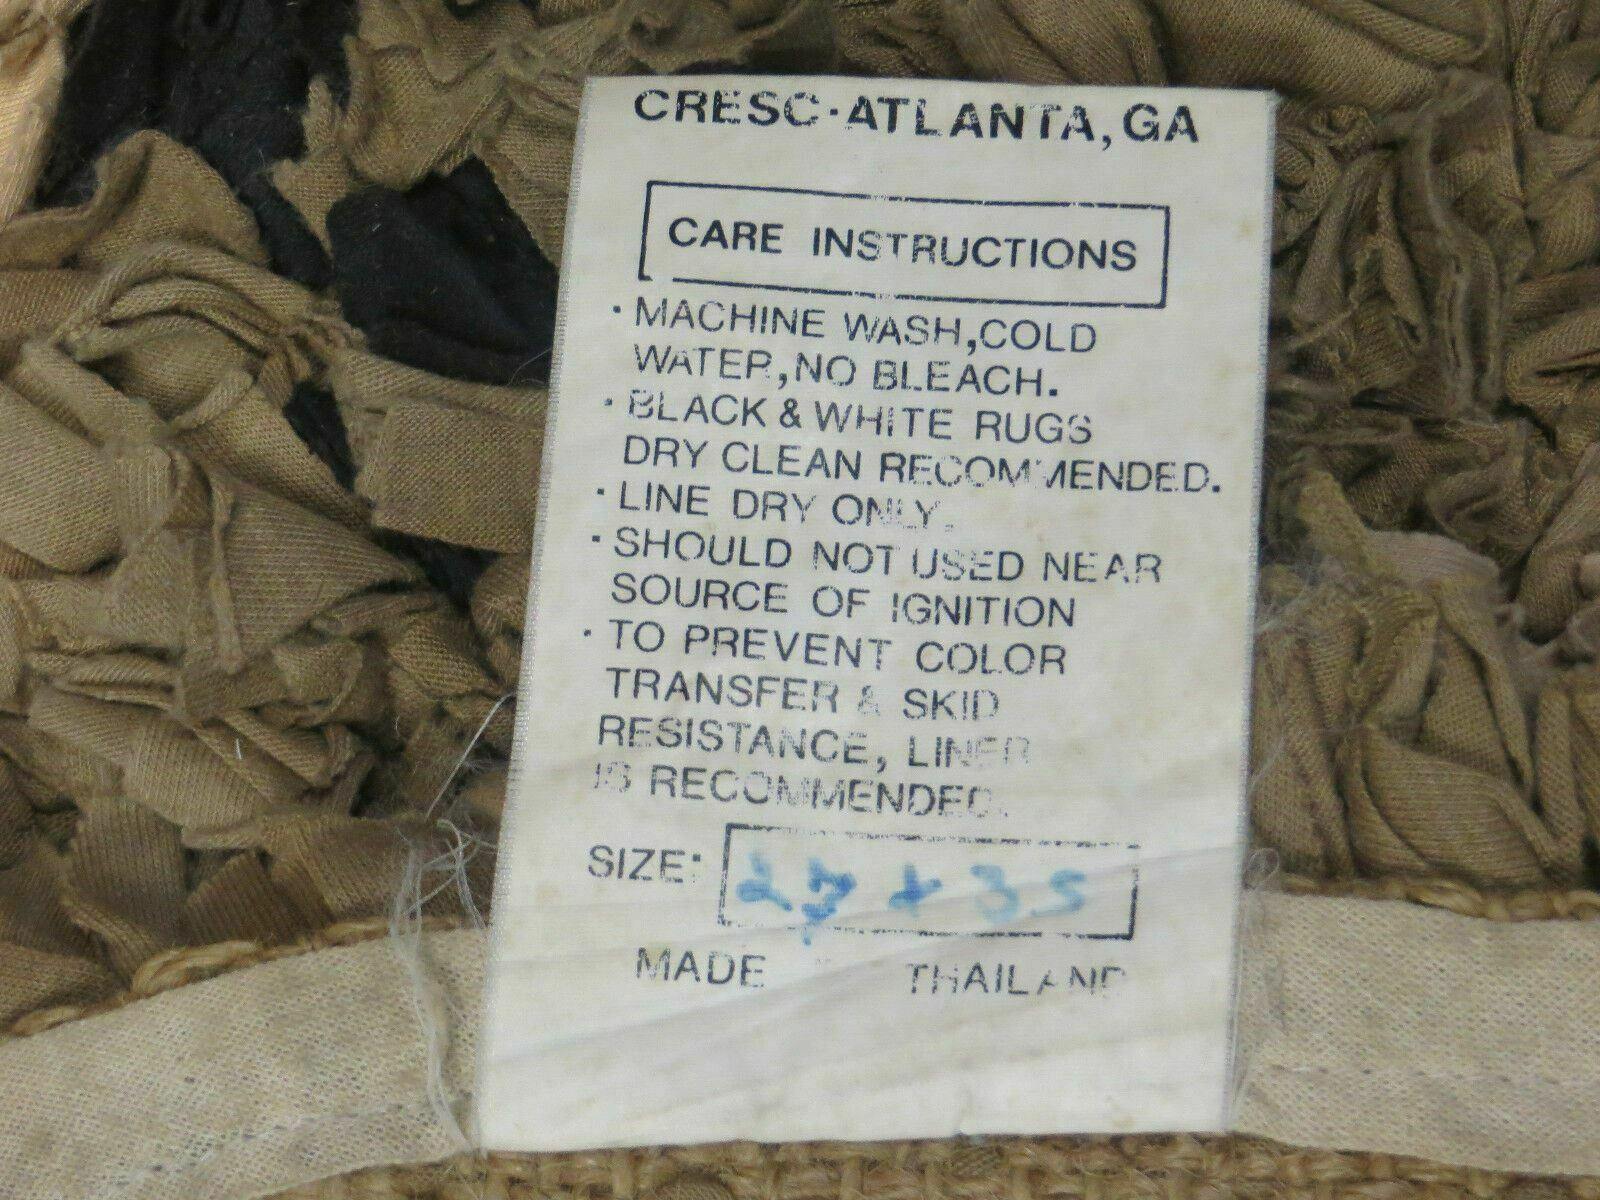 CRESC·ATLANTA, GA
CARE INSTRUCTIONS
· MACHINE WASH, COLD
WATER, NO BLEACH.
· BLACK & WHITE RUGS
DRY CLEAN RECOMMENDED.
· LINE DRY ONLY.
· SHOULD NOT USED NEAR
SOURCE OF IGNITION
· TO PREVENT COLOR
TRANSFER & SKID
RESISTANCE, LINER
IS RECOMMENDED.
SIZE: 27 x 35
MADE THAILAND